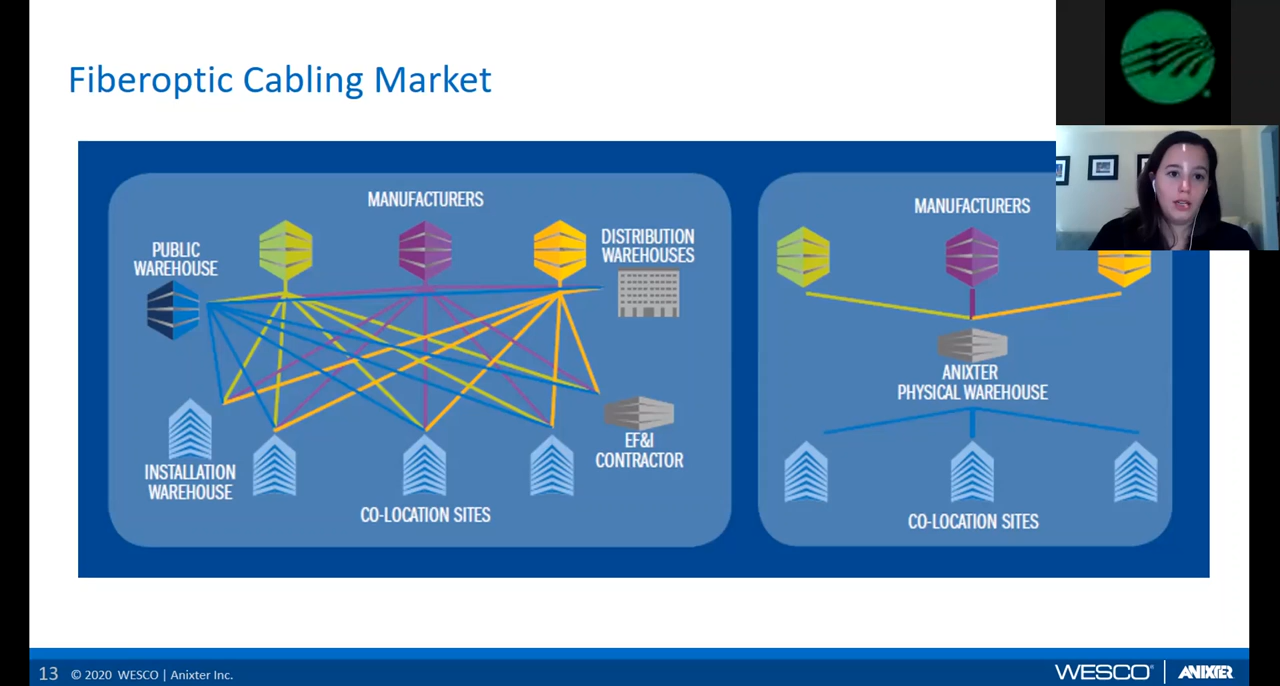 Fiberoptic Cabling Market
MANUFACTURERS
PUBLIC
WAREHOUSE
DISTRIBUTION
WAREHOUSES
INSTALLATION
WAREHOUSE
EF&I
CONTRACTOR
CO-LOCATION SITES
MANUFACTURERS
ANIXTER
PHYSICAL WAREHOUSE
CO-LOCATION SITES
13 © 2020 WESCO | Anixter Inc.
WESCO® | ANIXTER